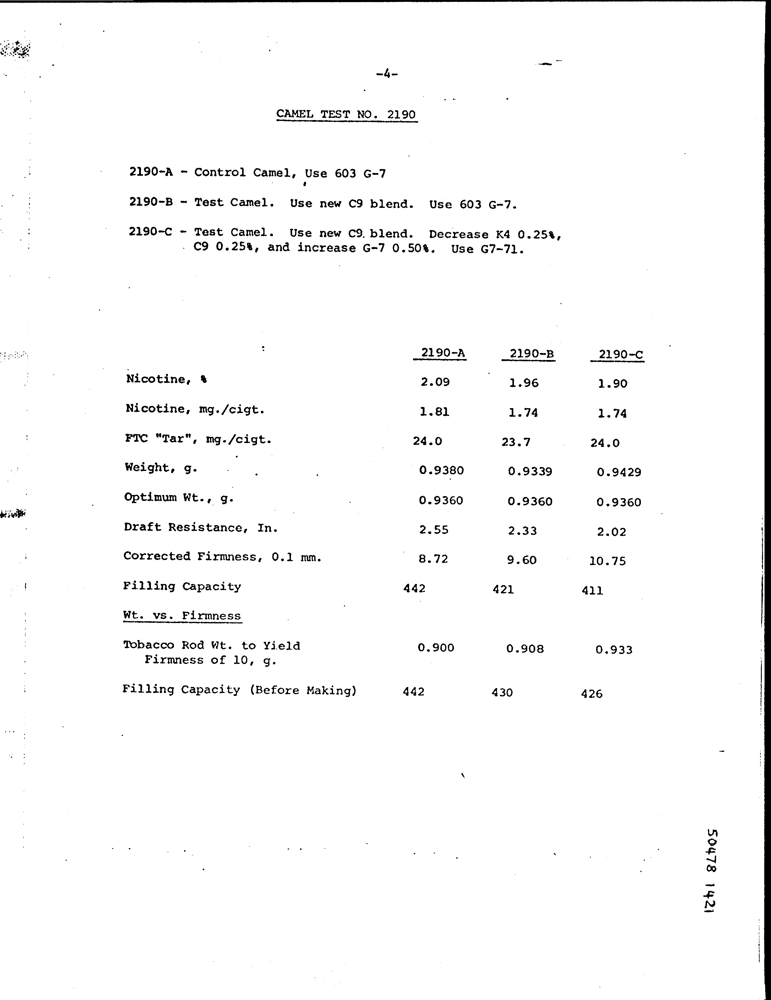 -4-
CAMEL TEST NO. 2190
2190-A - Control Camel, Use 603 G-7
2190-B - Test Camel. Use new C9 blend. Use 603 G-7.
2190-C - Test Camel. Use new C9 blend. Decrease K4 0.25%,
C9 0.25%, and increase G-7 0.50%. Use G7-71.
2190-A 2190-B 2190-C
Nicotine, % 2.09 1.96 1.90
Nicotine, mg./cigt. 1.81 1.74 1.74
FTC "Tar", mg./cigt. 24.0 23.7 24.0
Weight, g. 0.9380 0.9339 0.9429
Optimum Wt., g. 0.9360 0.9360 0.9360
Draft Resistance, In. 2.55 2.33 2.02
Corrected Firmness, 0.1 mm. 8.72 9.60 10.75
Filling Capacity 442 421 411
Wt. vs. Firmness
Tobacco Rod Wt. to Yield 0.900 0.908 0.933
Firmness of 10, g.
Filling Capacity (Before Making) 442 430 426
50478 1421